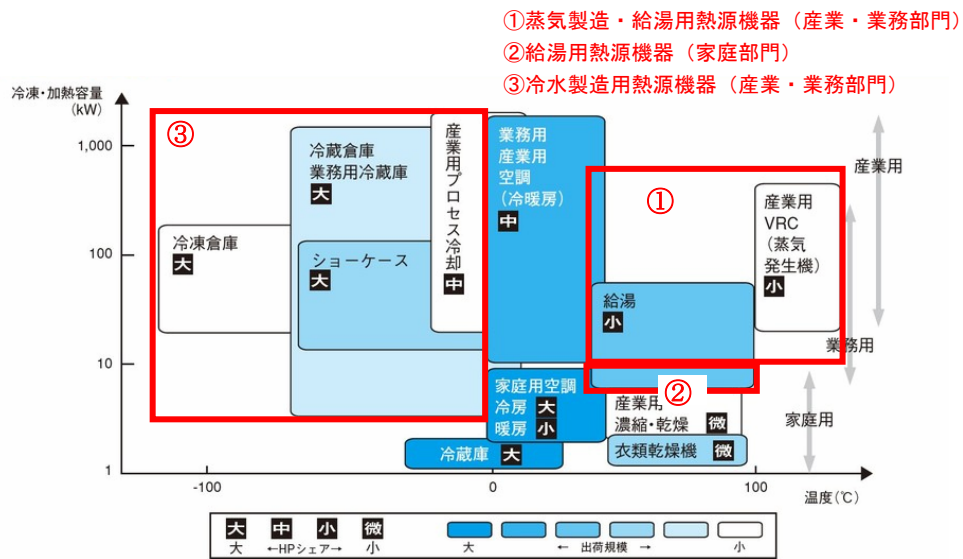 ①蒸気製造・給湯用熱源機器（産業・業務部門）
②給湯用熱源機器（家庭部門）
③冷水製造用熱源機器（産業・業務部門）
冷凍・加熱容量
(kW)
1,000
100
10
1
③
冷凍倉庫
大
冷蔵倉庫
業務用冷蔵庫
大
ショーケース
大
産業用プロセス冷却
中
業務用
産業用
空調
(冷暖房)
中
①
給湯
小
産業用
VRC
(蒸気
発生機)
小
②
家庭用空調
冷房 大
暖房 小
産業用
濃縮・乾燥 微
衣類乾燥機 微
冷蔵庫 大
産業用
業務用
家庭用
-100
0
100
温度(℃)
大 中 小 微
大 ←HPシェア→ 小
大 ← 出荷規模 → 小